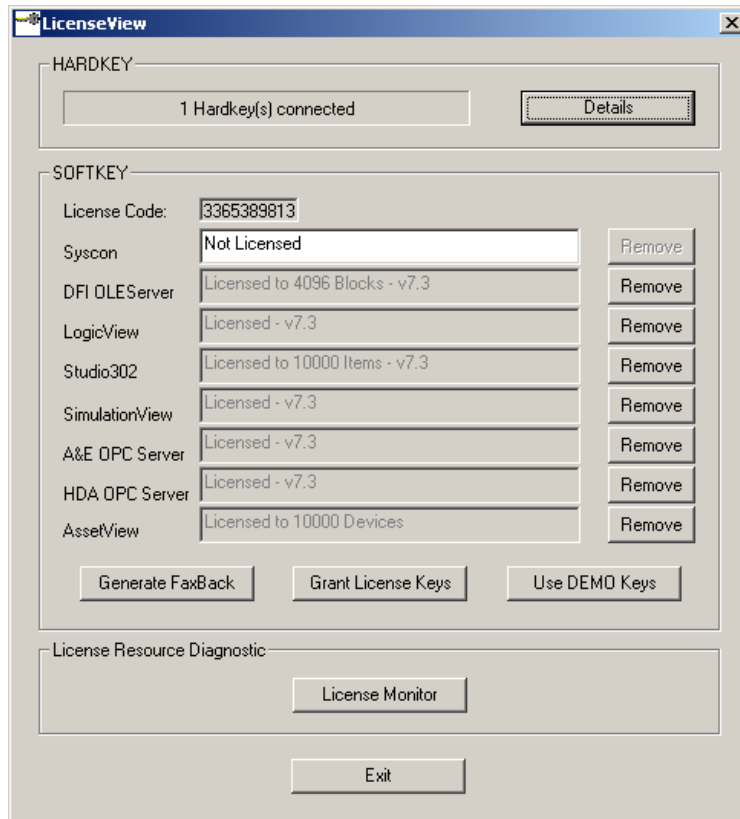 LicenseView
HARDKEY
1 Hardkey(s) connected Details
SOFTKEY
License Code: 3365389813
Syscon Not Licensed Remove
DFI OLEServer Licensed to 4096 Blocks - v7.3 Remove
LogicView Licensed - v7.3 Remove
Studio302 Licensed to 10000 Items - v7.3 Remove
SimulationView Licensed - v7.3 Remove
A&E OPC Server Licensed - v7.3 Remove
HDA OPC Server Licensed - v7.3 Remove
AssetView Licensed to 10000 Devices Remove
Generate FaxBack Grant License Keys Use DEMO Keys
License Resource Diagnostic
License Monitor
Exit